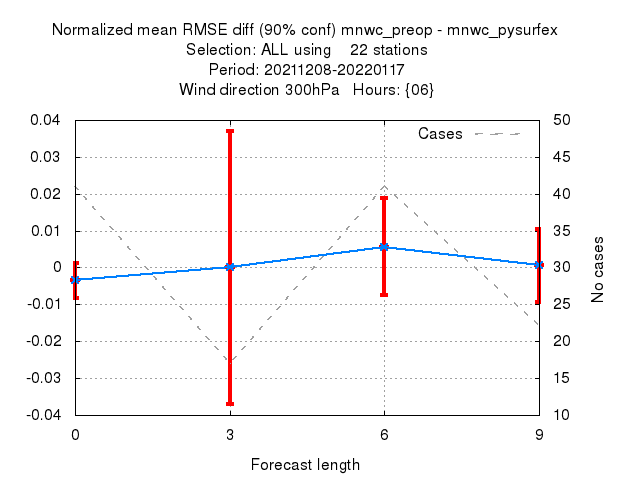 Normalized mean RMSE diff (90% conf) mnwc_preop - mnwc_pysurfex
Selection: ALL using    22 stations
Period: 20211208-20220117
Wind direction 300hPa   Hours: {06}
Cases
0.04
0.03
0.02
0.01
0
-0.01
-0.02
-0.03
-0.04
50
45
40
35
30
25
20
15
10
No cases
0 3 6 9
Forecast length